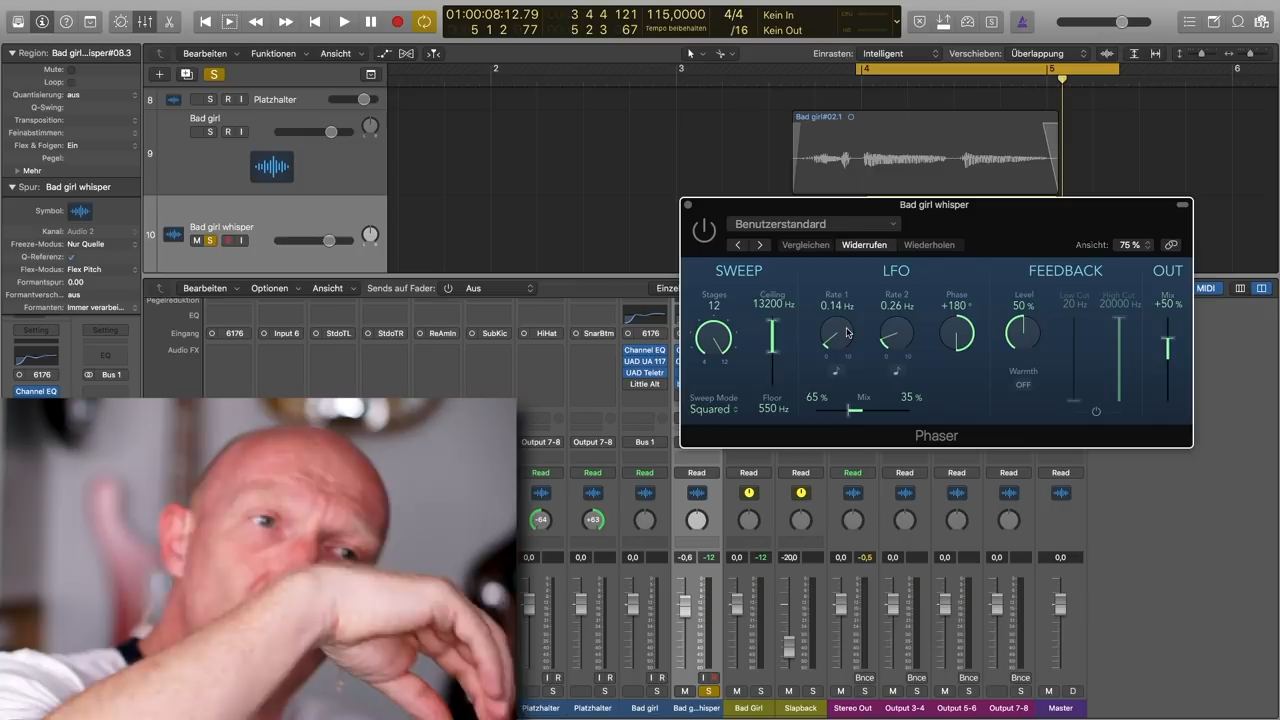 01:00:08:12.79
5 1 2 77
3 4 4 121
5 2 3 67
115,0000
Tempo beibehalten
4/4
/16
Kein In
Kein Out
Region: Bad g...isper#08.3
Mute:
Loop:
Quantisierung: aus
Q-Swing:
Transposition:
Feinabstimmen:
Flex & Folgen: Ein
Pegel:
Mehr
Spur: Bad girl whisper
Symbol:
Kanal: Audio 2
Freeze-Modus: Nur Quelle
Q-Referenz:
Flex-Modus: Flex Pitch
Formantspur: 0.00
Formantversch... aus
Formanten: Immer verarbei...
Setting
Setting
EQ
6176
Bus 1
Channel EQ
Bearbeiten
Funktionen
Ansicht
Einrasten: Intelligent
Verschieben: Überlappung
S
2
3
4
5
6
8
S R I
Platzhalter
Bad girl
S R I
9
10
Bad girl whisper
M S R I
Bad girl#02.1
Bad girl whisper
Benutzerstandard
Vergleichen
Widerrufen
Wiederholen
Ansicht: 75 %
SWEEP
LFO
FEEDBACK
OUT
Stages
12
4 12
Ceiling
13200 Hz
Rate 1
0.14 Hz
0 10
Rate 2
0.26 Hz
0 10
Phase
+180 °
Level
50 %
Low Cut
20 Hz
High Cut
20000 Hz
Mix
+50 %
Warmth
OFF
Sweep Mode
Squared
Floor
550 Hz
65 %
Mix
35 %
Phaser
Bearbeiten
Optionen
Ansicht
Sends auf Fader:
Aus
Einze
MIDI
Pegelreduktion
EQ
Eingang
6176
Input 6
StdoTL
StdoTR
ReAmIn
SubKic
HiHat
SnarBtm
6176
Audio FX
Channel EQ
UAD UA 117
UAD Teletr
Little Alt
Output 7-8
Output 7-8
Bus 1
Read Read Read Read Read Read Read Read Read Read Read
-64
+63
0,0 0,0 0,0 -0,6 -12 0,0 -12 -20,0 0,0 -0,5 0,0 0,0 0,0 0,0
I R
I R
I
I R
Bnce Bnce Bnce Bnce
S S M S M S M S M S M M M M M D
Platzhalter
Platzhalter
Bad girl
Bad g...hisper
Bad Girl
Slapback
Stereo Out
Output 3-4
Output 5-6
Output 7-8
Master